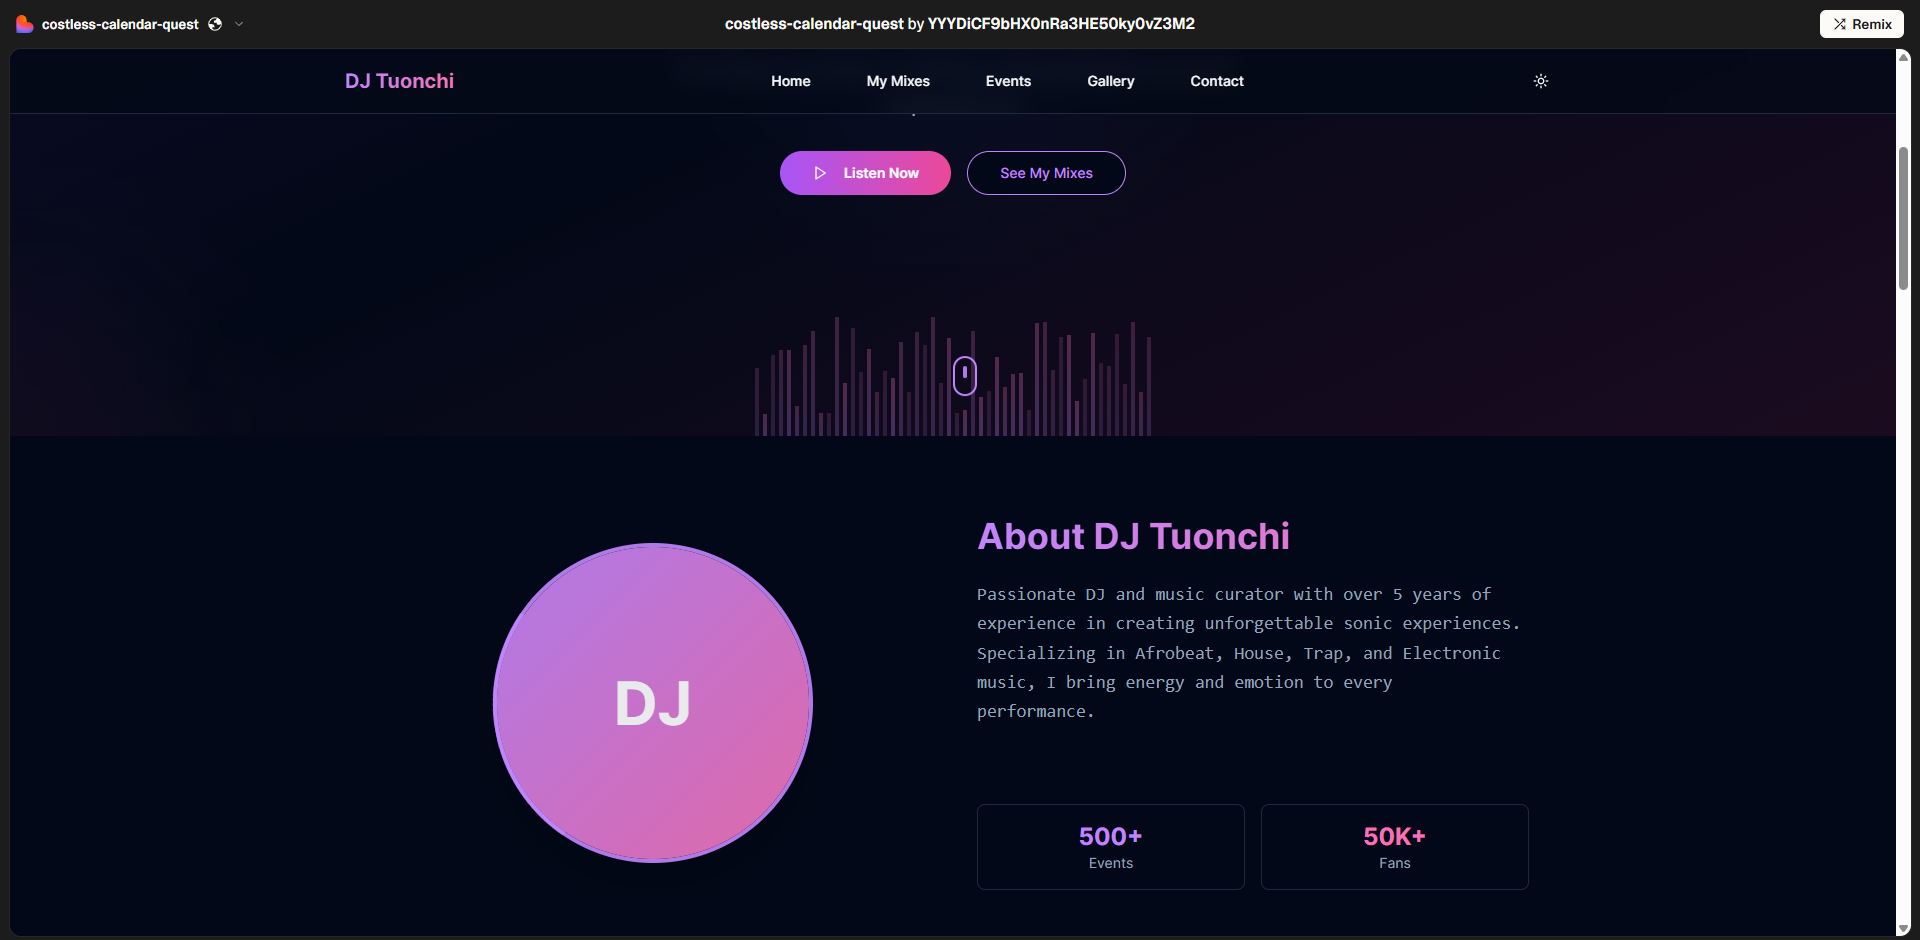 costless-calendar-quest
costless-calendar-quest by YYYDiCF9bHX0nRa3HE50ky0vZ3M2
Remix
DJ Tuonchi
Home
My Mixes
Events
Gallery
Contact
Listen Now
See My Mixes
DJ
About DJ Tuonchi
Passionate DJ and music curator with over 5 years of
experience in creating unforgettable sonic experiences.
Specializing in Afrobeat, House, Trap, and Electronic
music, I bring energy and emotion to every
performance.
500+
Events
50K+
Fans